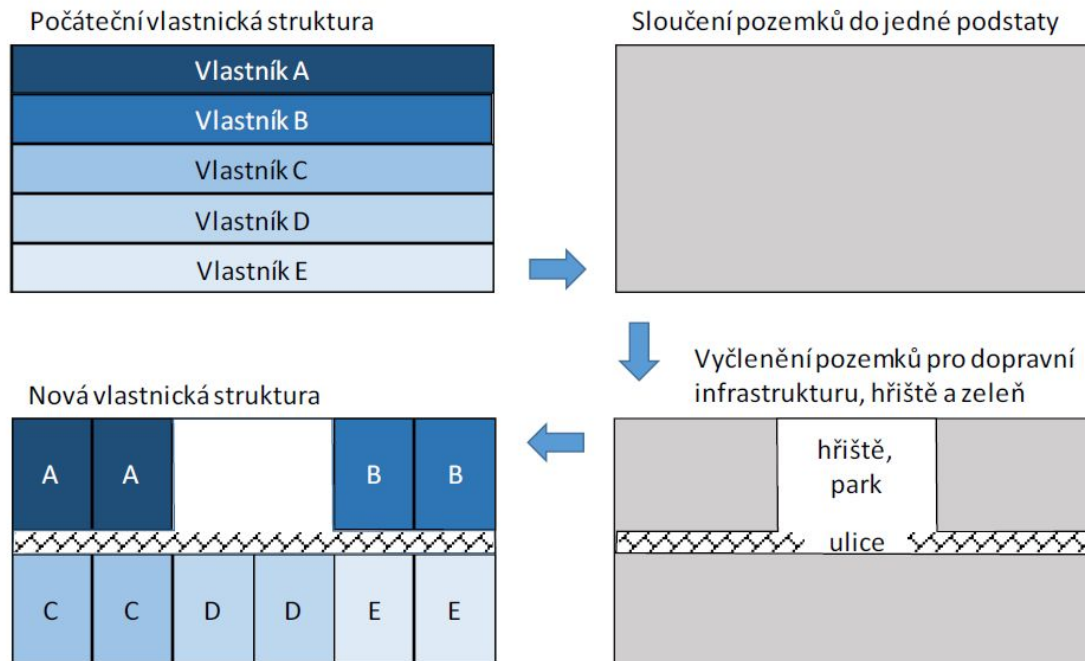 Počáteční vlastnická struktura
Vlastník A
Vlastník B
Vlastník C
Vlastník D
Vlastník E
Sloučení pozemků do jedné podstaty
Vyčlenění pozemků pro dopravní
infrastrukturu, hřiště a zeleň
hřiště,
park
ulice
Nová vlastnická struktura
A A B B
C C D D E E